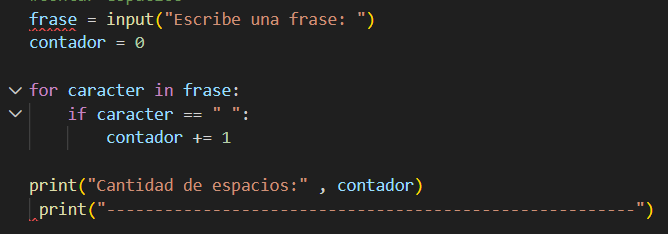 frase = input("Escribe una frase: ")
contador = 0
for caracter in frase:
    if caracter == " ":
        contador += 1
print("Cantidad de espacios:" , contador)
 print("-------------------------------------------------------")